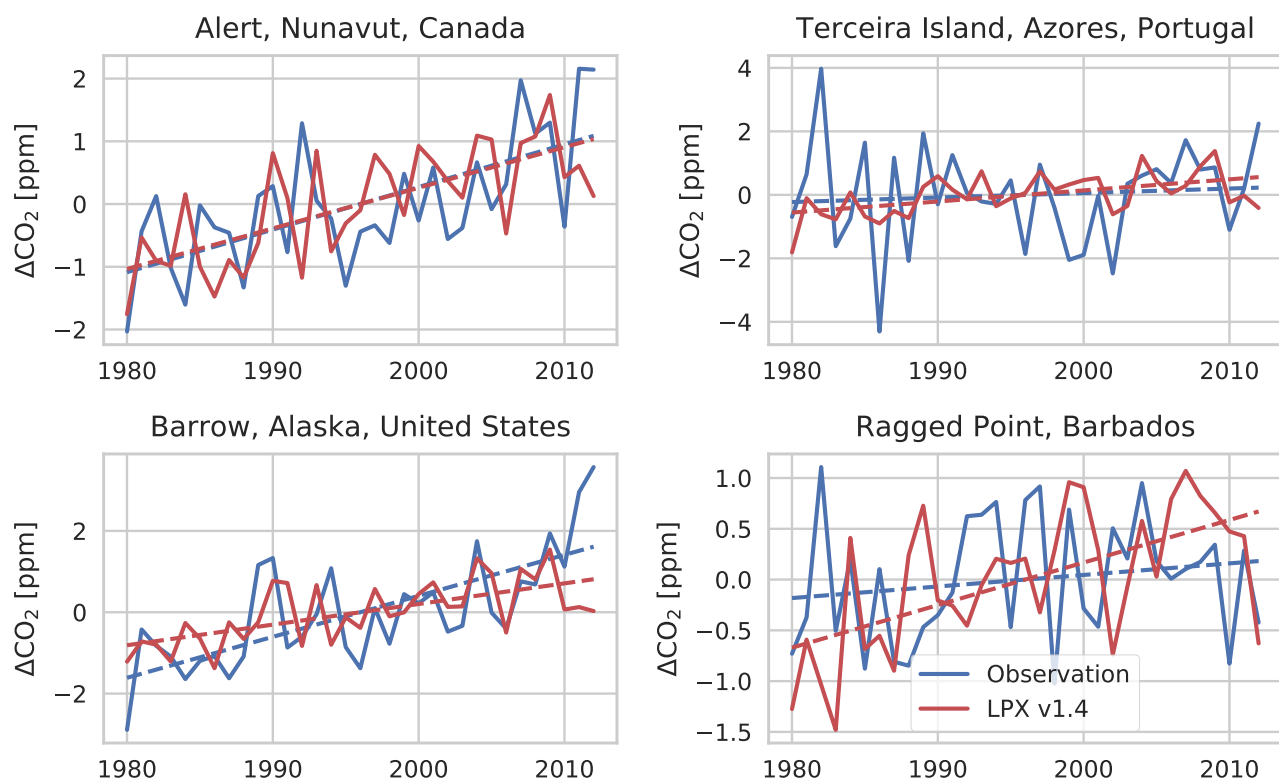 Alert, Nunavut, Canada
ΔCO₂ [ppm]
2
1
0
−1
−2
1980 1990 2000 2010
Terceira Island, Azores, Portugal
ΔCO₂ [ppm]
4
2
0
−2
−4
1980 1990 2000 2010
Barrow, Alaska, United States
ΔCO₂ [ppm]
2
0
−2
1980 1990 2000 2010
Ragged Point, Barbados
ΔCO₂ [ppm]
1.0
0.5
0.0
−0.5
−1.0
−1.5
1980 1990 2000 2010
Observation
LPX v1.4